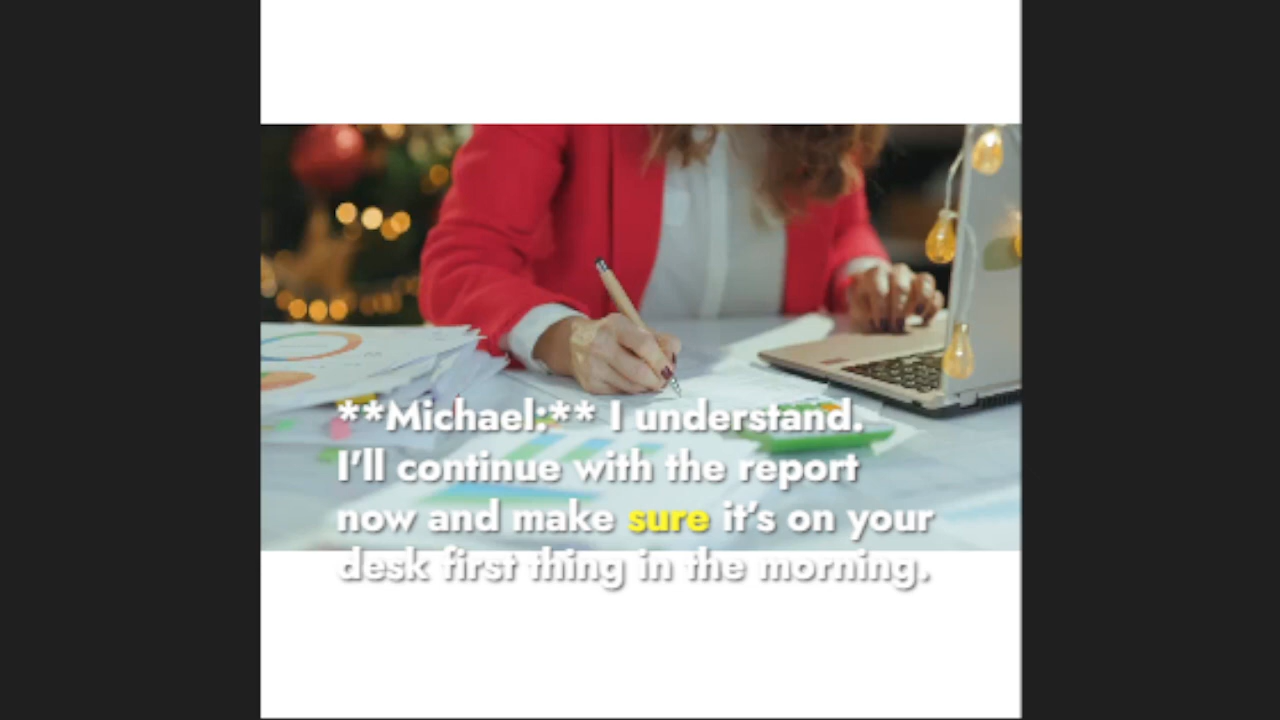 **Michael:** I understand.
I'll continue with the report
now and make sure it's on your
desk first thing in the morning.